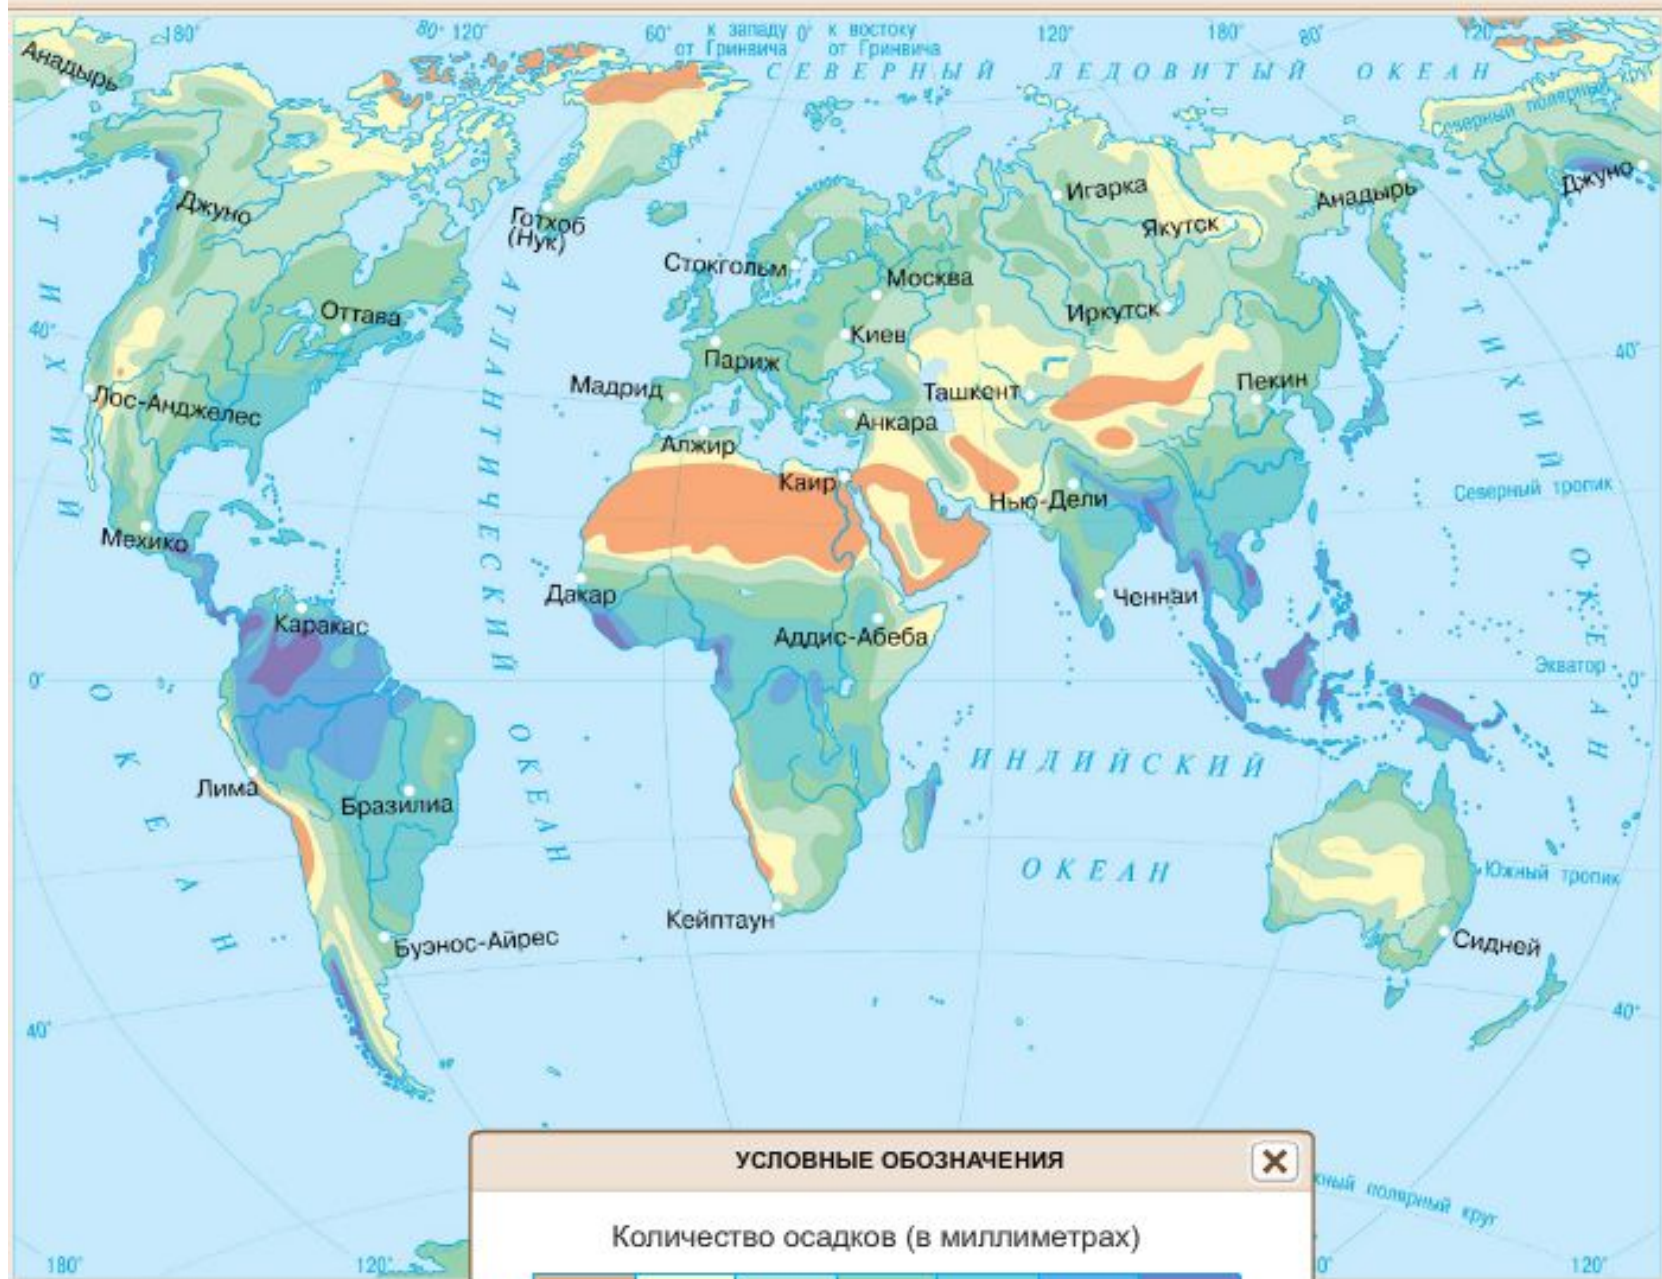 180°
80°
120°
60°
к западу
от Гринвича
0°
к востоку
от Гринвича
120°
180°
80°
120°
СЕВЕРНЫЙ ЛЕДОВИТЫЙ ОКЕАН
Северный полярный круг
Анадырь
Джуно
Готхоб
(Нук)
Стокгольм
Москва
Игарка
Якутск
Анадырь
Джуно
Оттава
Киев
Иркутск
40°
40°
Париж
Мадрид
Ташкент
Пекин
Лос-Анджелес
Анкара
Алжир
Каир
Нью-Дели
Северный тропик
Мехико
Дакар
Ченнаи
Каракас
Аддис-Абеба
Экватор
0°
0°
ТИХИЙ
ОКЕАН
АТЛАНТИЧЕСКИЙ
ОКЕАН
ТИХИЙ
ОКЕАН
ИНДИЙСКИЙ
ОКЕАН
Лима
Бразилиа
Южный тропик
Кейптаун
Буэнос-Айрес
Сидней
40°
40°
УСЛОВНЫЕ ОБОЗНАЧЕНИЯ
жный полярный круг
Количество осадков (в миллиметрах)
180°
120°
0°
120°